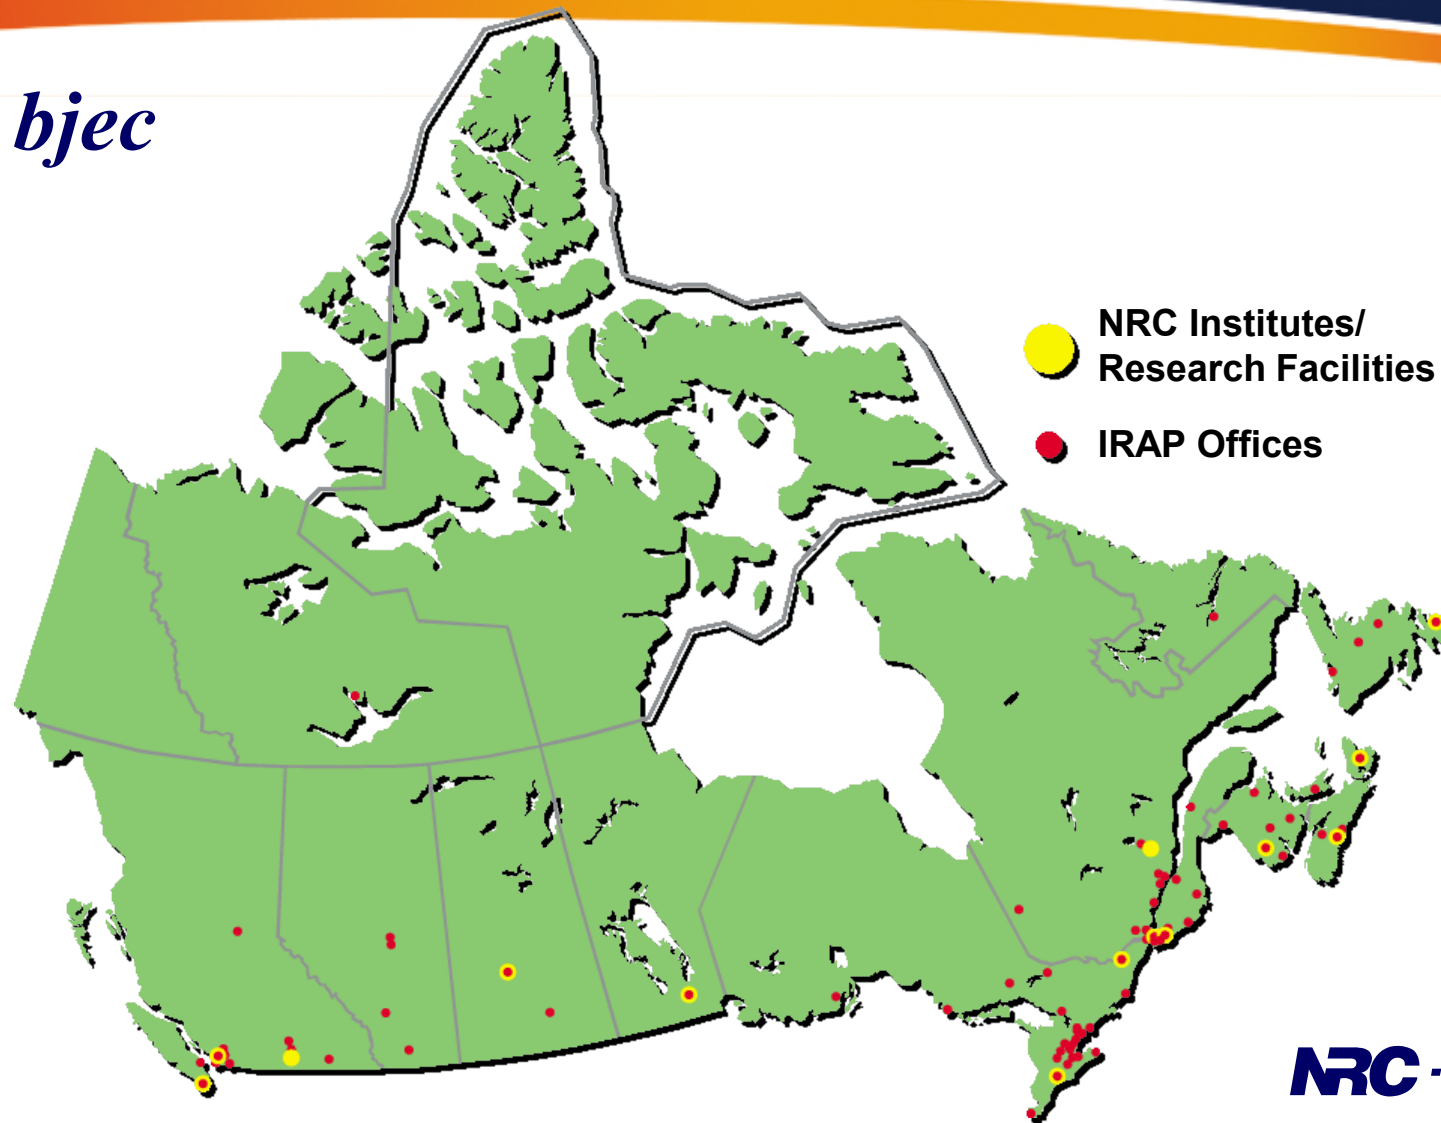 bjec
NRC Institutes/
Research Facilities
IRAP Offices
NRC -